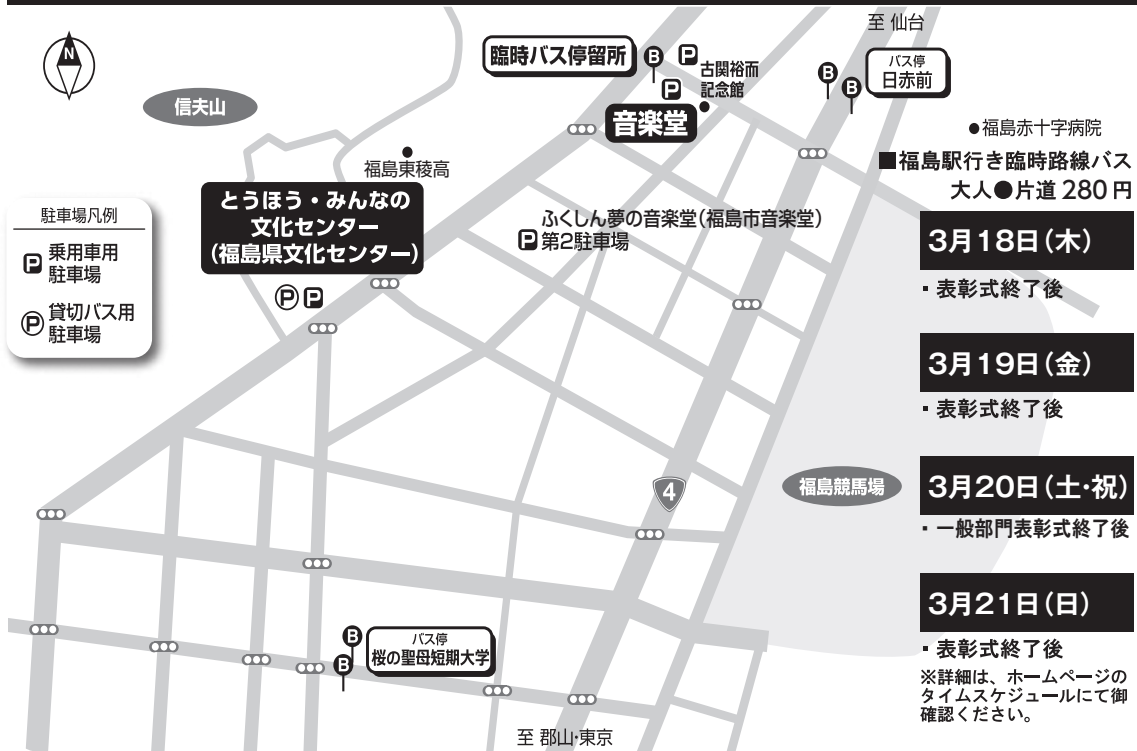 至 仙台
N
臨時バス停留所
B
P
古関裕而
記念館
P
音楽堂
B
B
バス停
日赤前
信夫山
●福島赤十字病院
福島東稜高
■福島駅行き臨時路線バス
大人●片道 280 円
とうほう・みんなの
文化センター
(福島県文化センター)
P P
駐車場凡例
P 乗用車用
駐車場
P 貸切バス用
駐車場
ふくしん夢の音楽堂(福島市音楽堂)
P 第2駐車場
3月18日(木)
・表彰式終了後
3月19日(金)
・表彰式終了後
4
福島競馬場
3月20日(土・祝)
・一般部門表彰式終了後
3月21日(日)
・表彰式終了後
※詳細は、ホームページの
タイムスケジュールにて御
確認ください。
B
B
バス停
桜の聖母短期大学
至 郡山・東京